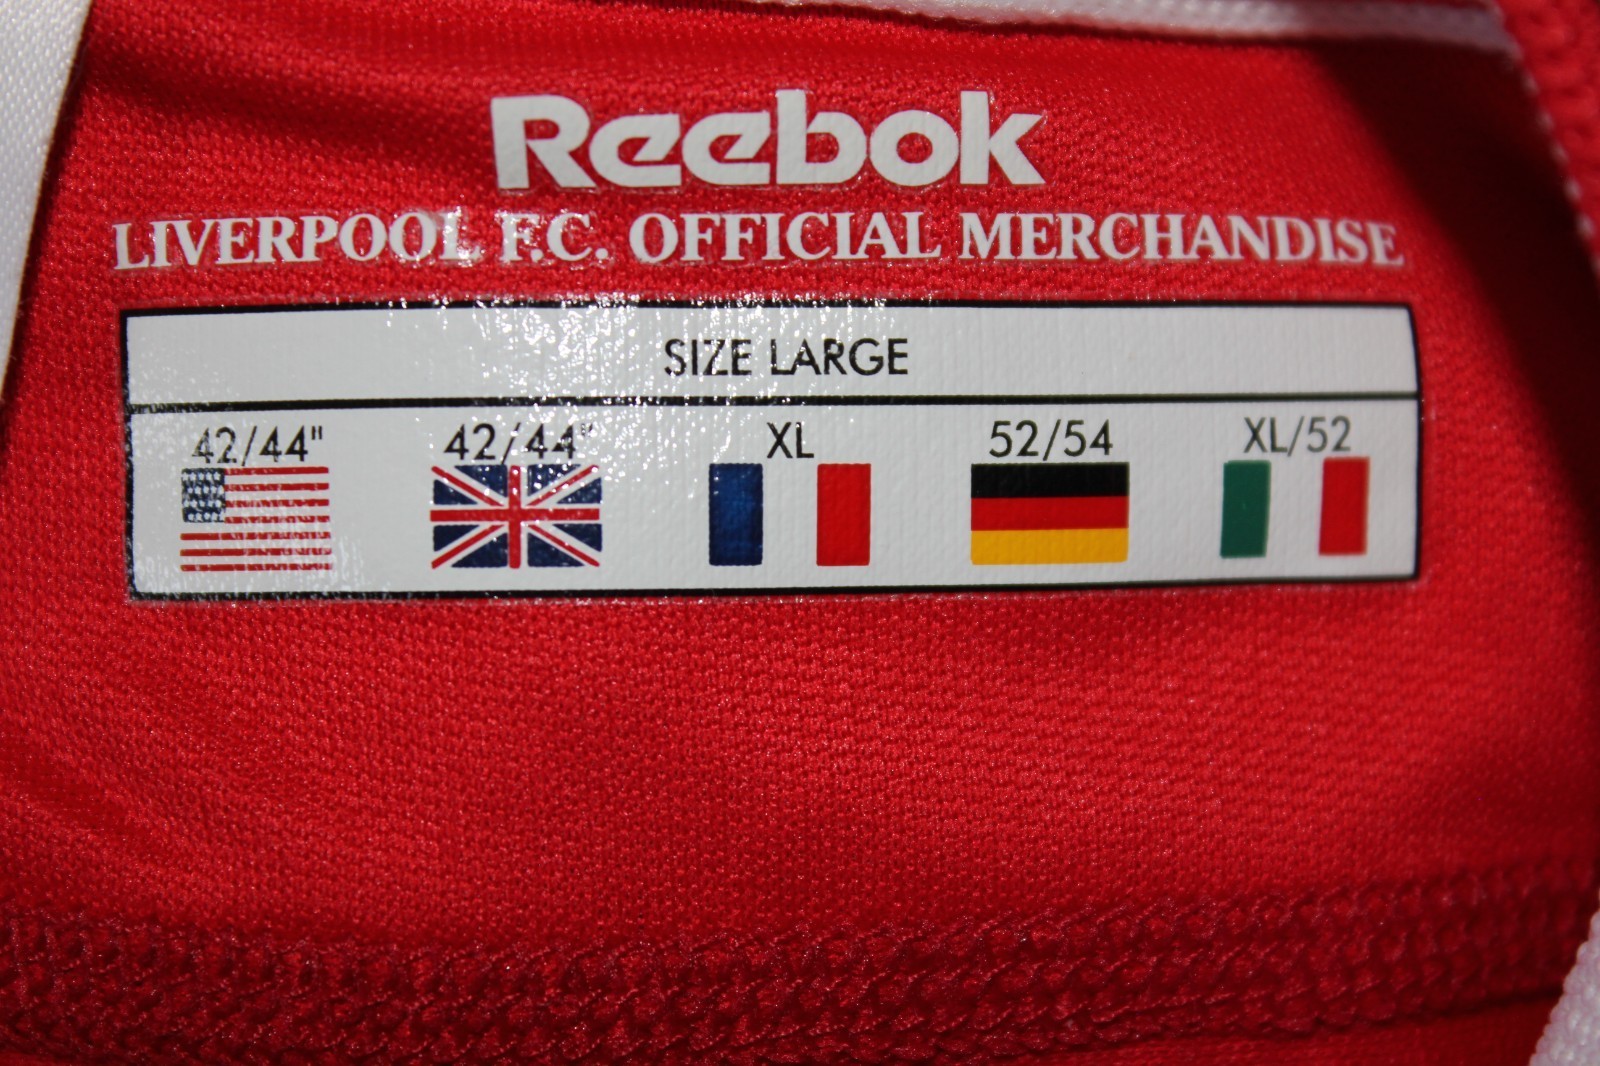 Reebok
LIVERPOOL F.C. OFFICIAL MERCHANDISE
SIZE LARGE
42/44" 42/44" XL 52/54 XL/52